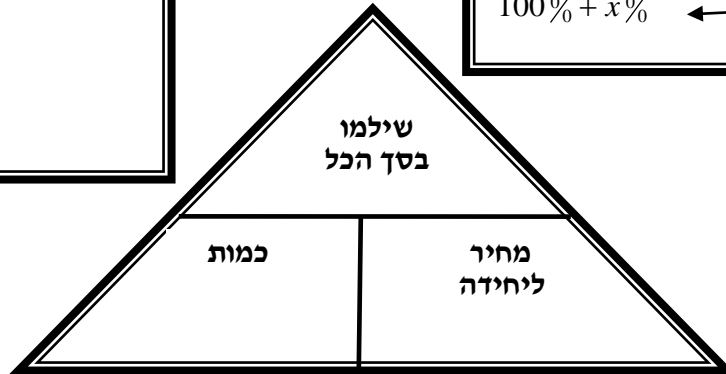 100% + x%
שילמו
בסך הכל
מחיר
ליחידה
כמות